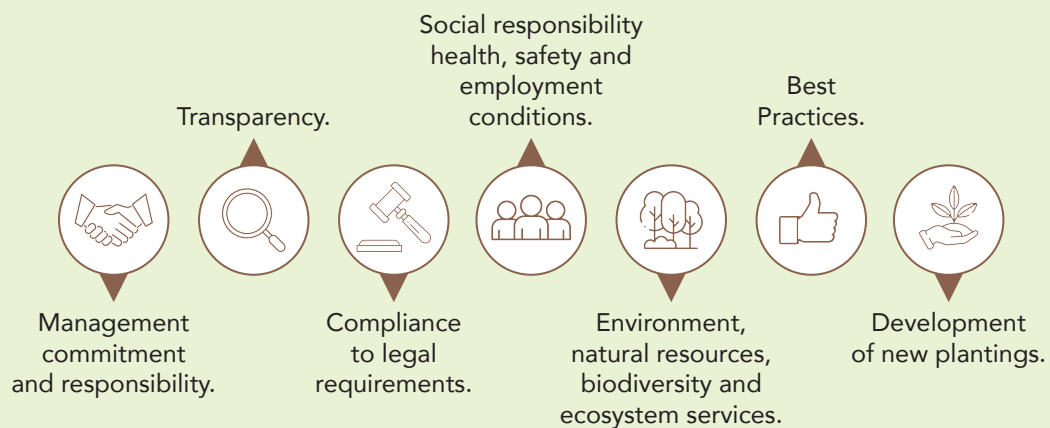 Management
commitment
and responsibility.
Transparency.
Compliance
to legal
requirements.
Social responsibility
health, safety and
employment
conditions.
Environment,
natural resources,
biodiversity and
ecosystem services.
Best
Practices.
Development
of new plantings.